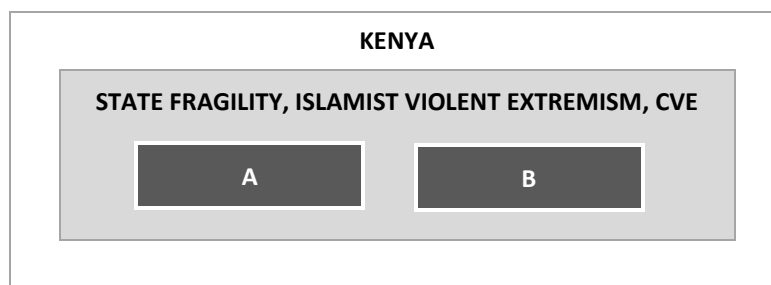 KENYA
STATE FRAGILITY, ISLAMIST VIOLENT EXTREMISM, CVE
A B